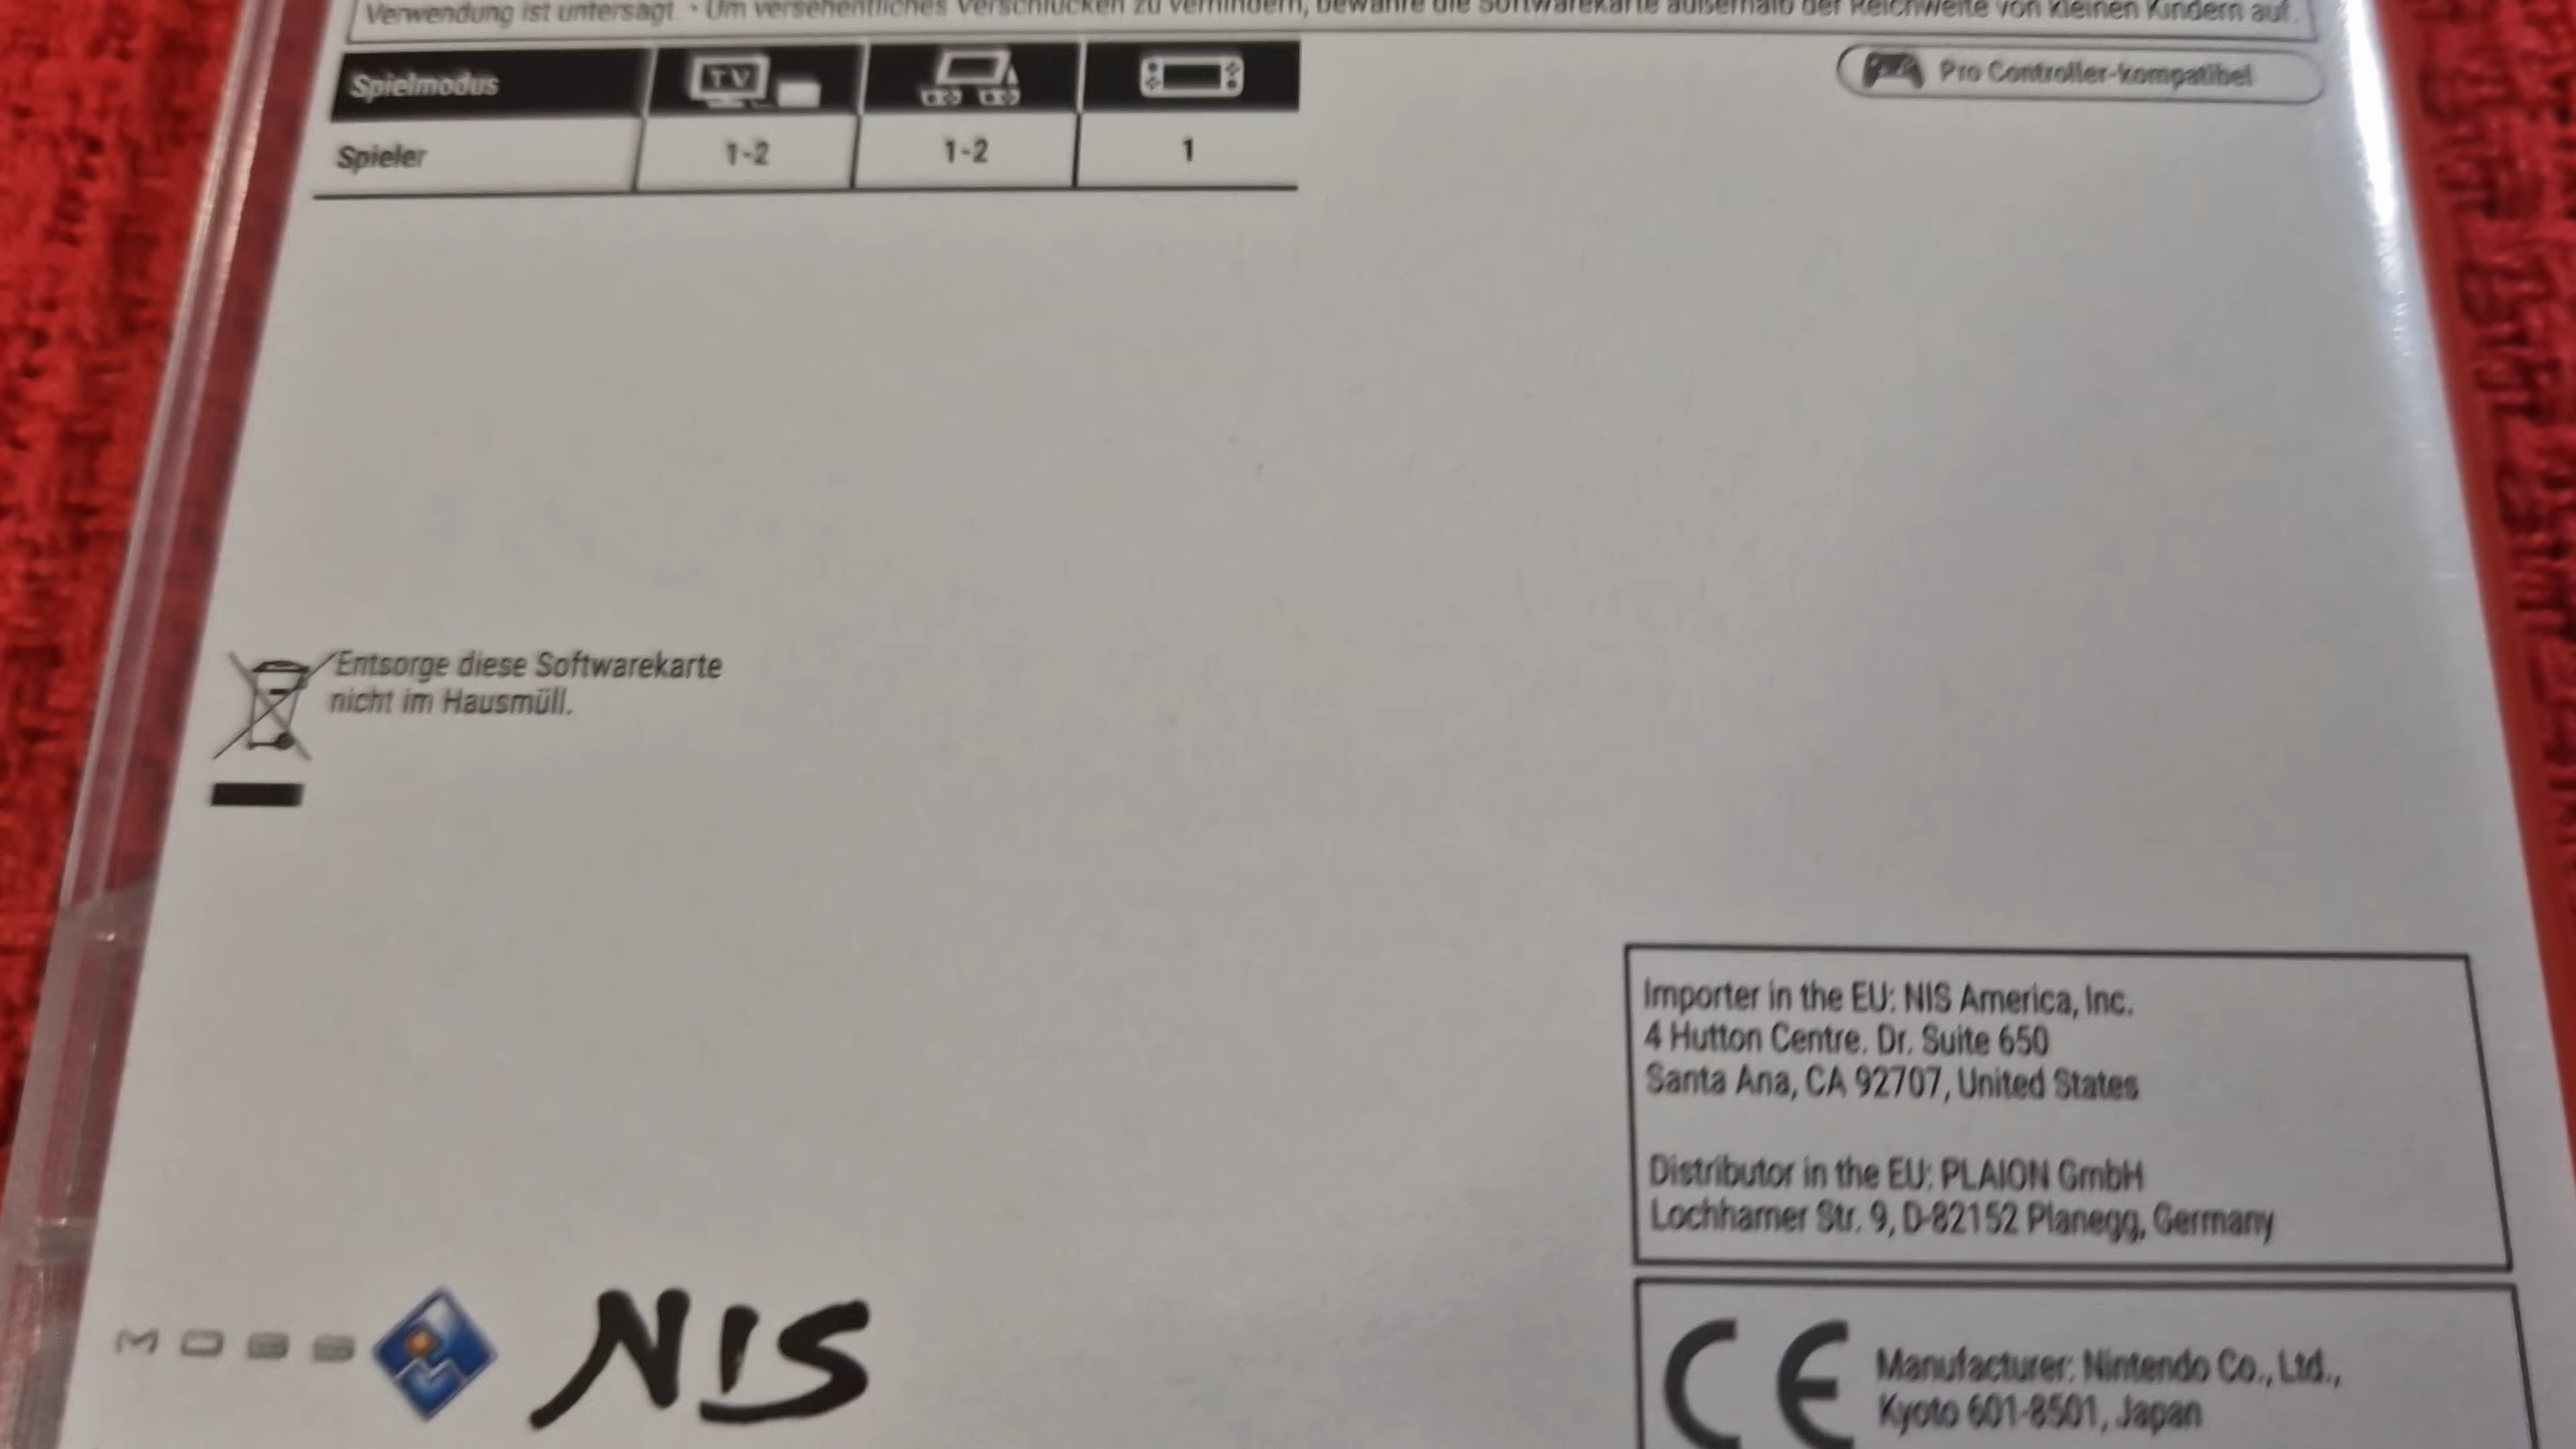 Verwendung ist untersagt. • Um versehentliches Verschlucken zu verhindern, bewahre die Softwarekarte außerhalb der Reichweite von kleinen Kindern auf.
Spielmodus TV
Pro Controller-kompatibel
Spieler 1-2 1-2 1
Entsorge diese Softwarekarte
nicht im Hausmüll.
Importer in the EU: NIS America, Inc.
4 Hutton Centre. Dr. Suite 650
Santa Ana, CA 92707, United States
Distributor in the EU: PLAION GmbH
Lochhamer Str. 9, D-82152 Planegg, Germany
MOSS
NIS
CE
Manufacturer: Nintendo Co., Ltd.,
Kyoto 601-8501, Japan